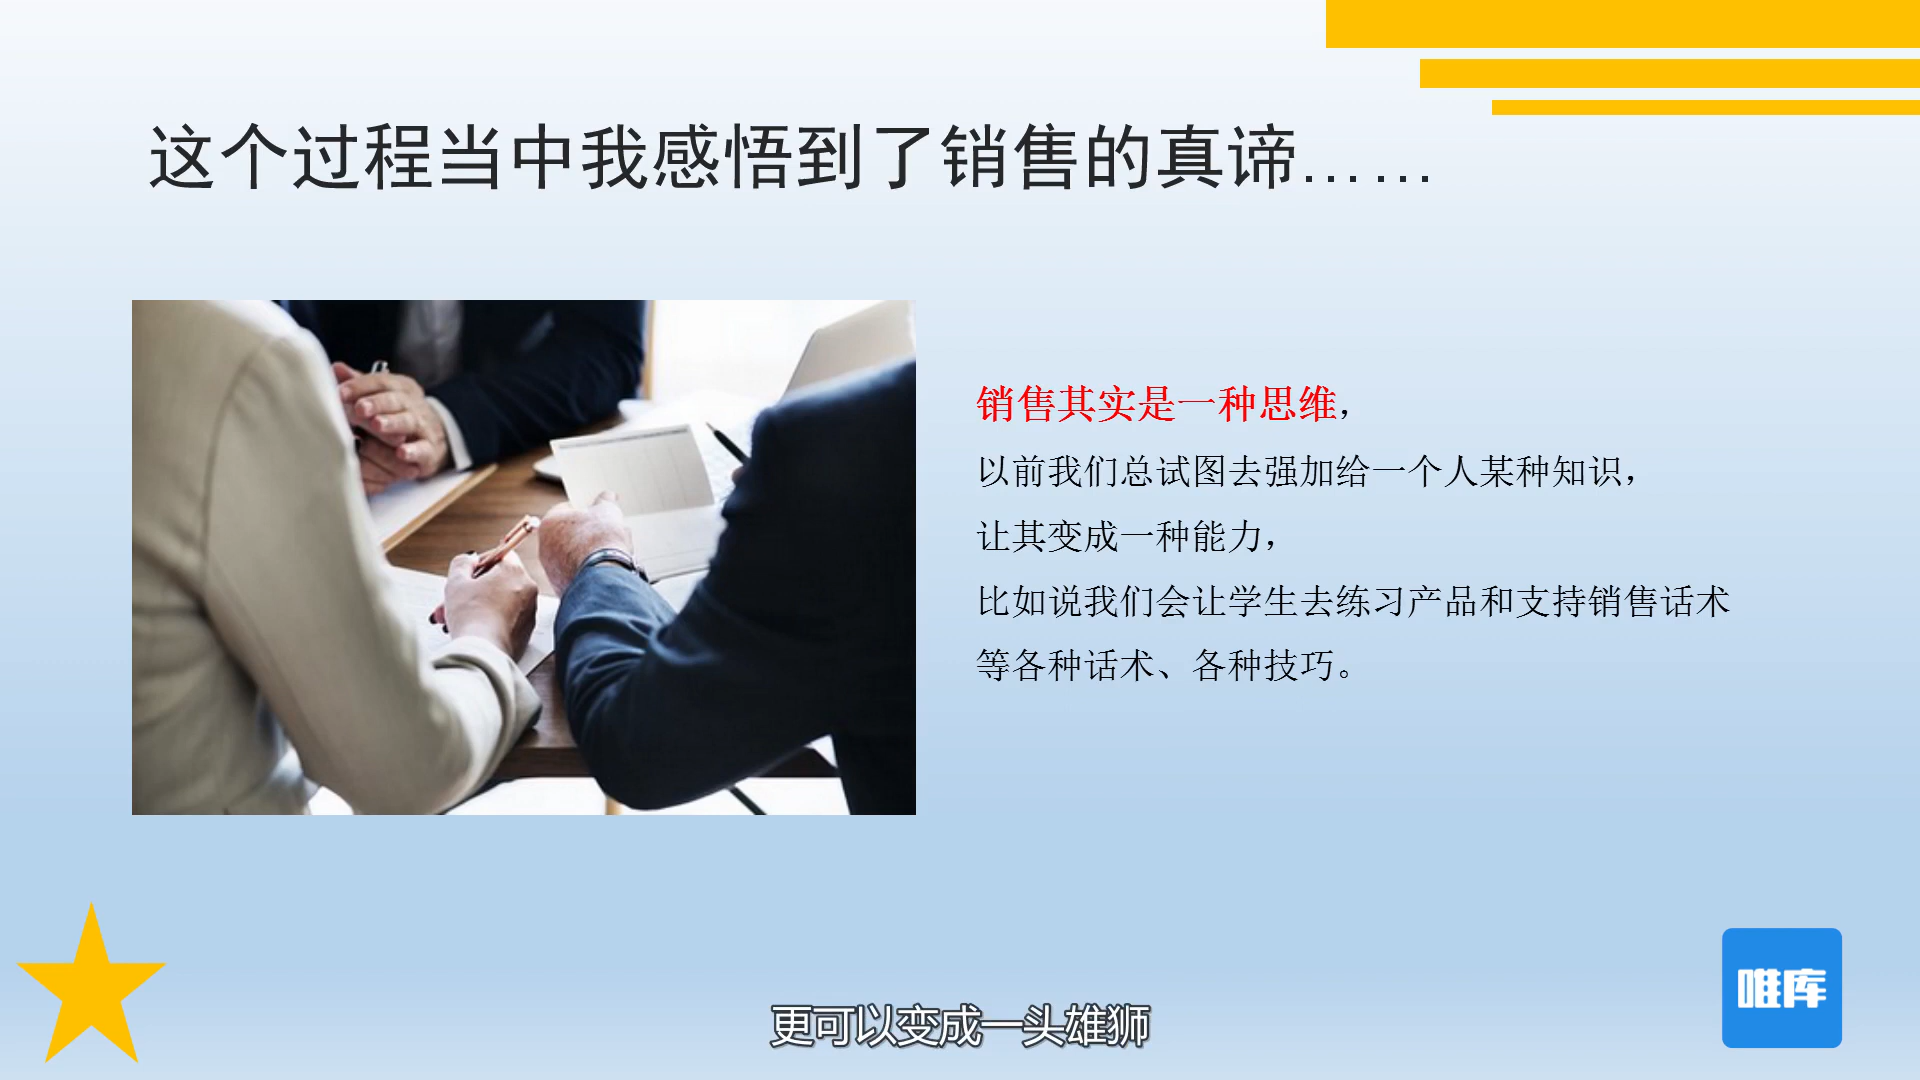 这个过程当中我感悟到了销售的真谛……
销售其实是一种思维，
以前我们总试图去强加给一个人某种知识，
让其变成一种能力，
比如说我们会让学生去练习产品和支持销售话术
等各种话术、各种技巧。
唯库
更可以变成一头雄狮